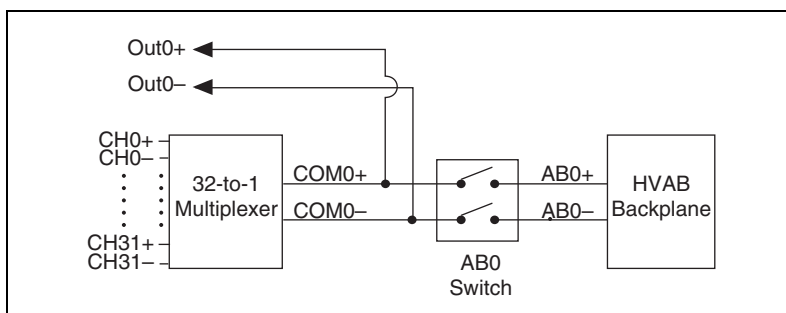 Out0+
Out0–
CH0+
CH0–
CH31+
CH31–
32-to-1
Multiplexer
COM0+
COM0–
AB0
Switch
AB0+
AB0–
HVAB
Backplane